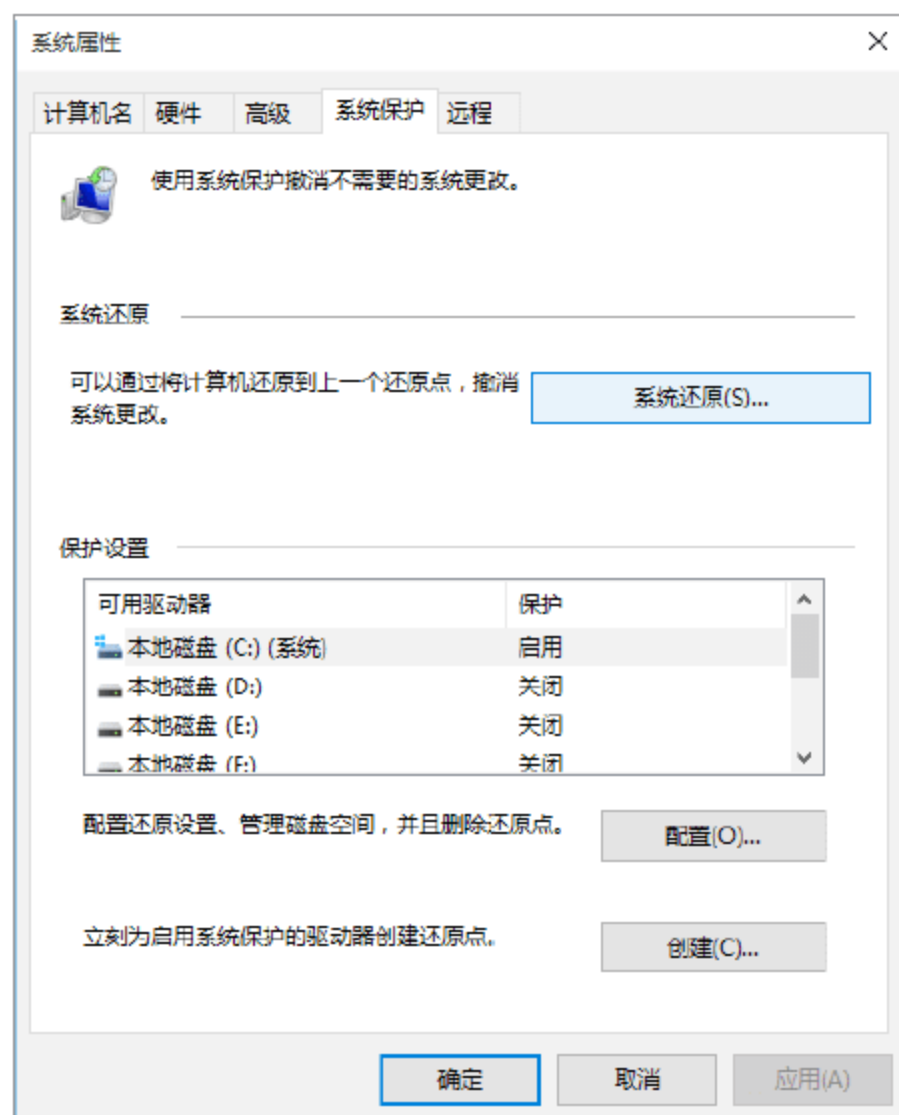 系统属性
计算机名 硬件 高级 系统保护 远程
使用系统保护撤消不需要的系统更改。
系统还原
可以通过将计算机还原到上一个还原点，撤消
系统更改。
系统还原(S)...
保护设置
可用驱动器 保护
本地磁盘 (C:) (系统) 启用
本地磁盘 (D:) 关闭
本地磁盘 (E:) 关闭
本地磁盘 (F:) 关闭
配置还原设置、管理磁盘空间，并且删除还原点。
配置(O)...
立刻为启用系统保护的驱动器创建还原点。
创建(C)...
确定 取消 应用(A)